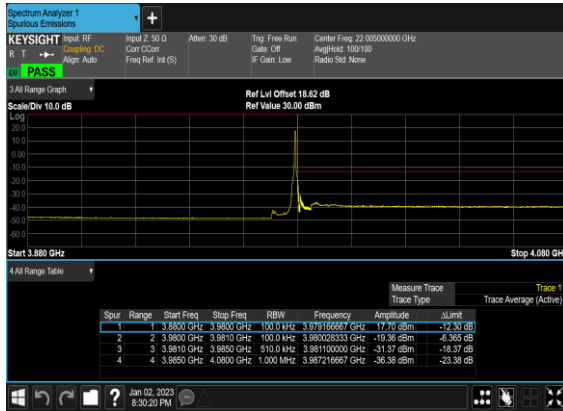 Spectrum Analyzer 1
Spurious Emissions
KEYSIGHT Input: RF Input Z: 50 Ω Atten: 30 dB Trig: Free Run Center Freq: 22.005000000 GHz
R T Coupling: DC Corr CCorr Gate: Off Avg|Hold: 100/100
Align: Auto Freq Ref: Int (S) IF Gain: Low Radio Std: None
LV PASS
3 All Range Graph
Ref Lvl Offset 18.62 dB
Scale/Div 10.0 dB Ref Value 30.00 dBm
Log
20.0
10.0
0.00
-10.0
-20.0
-30.0
-40.0
-50.0
-60.0
Start 3.880 GHz Stop 4.080 GH
4 All Range Table
Measure Trace Trace 1
Trace Type Trace Average (Active)
Spur Range Start Freq Stop Freq RBW Frequency Amplitude ΔLimit
1 1 3.8800 GHz 3.9800 GHz 100.0 kHz 3.979166667 GHz 17.70 dBm -12.30 dB
2 2 3.9800 GHz 3.9810 GHz 100.0 kHz 3.980028333 GHz -19.36 dBm -6.365 dB
3 3 3.9810 GHz 3.9850 GHz 510.0 kHz 3.981100000 GHz -31.37 dBm -18.37 dB
4 4 3.9850 GHz 4.0800 GHz 1.000 MHz 3.987216667 GHz -36.38 dBm -23.38 dB
? Jan 02, 2023
8:30:20 PM